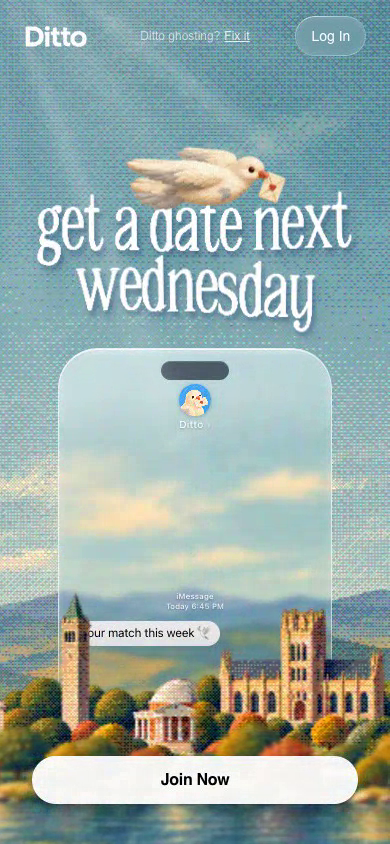 Ditto
Ditto ghosting? Fix it
Log In
get a date next
wednesday
Ditto
iMessage
Today 6:45 PM
our match this week 🕊️
Join Now